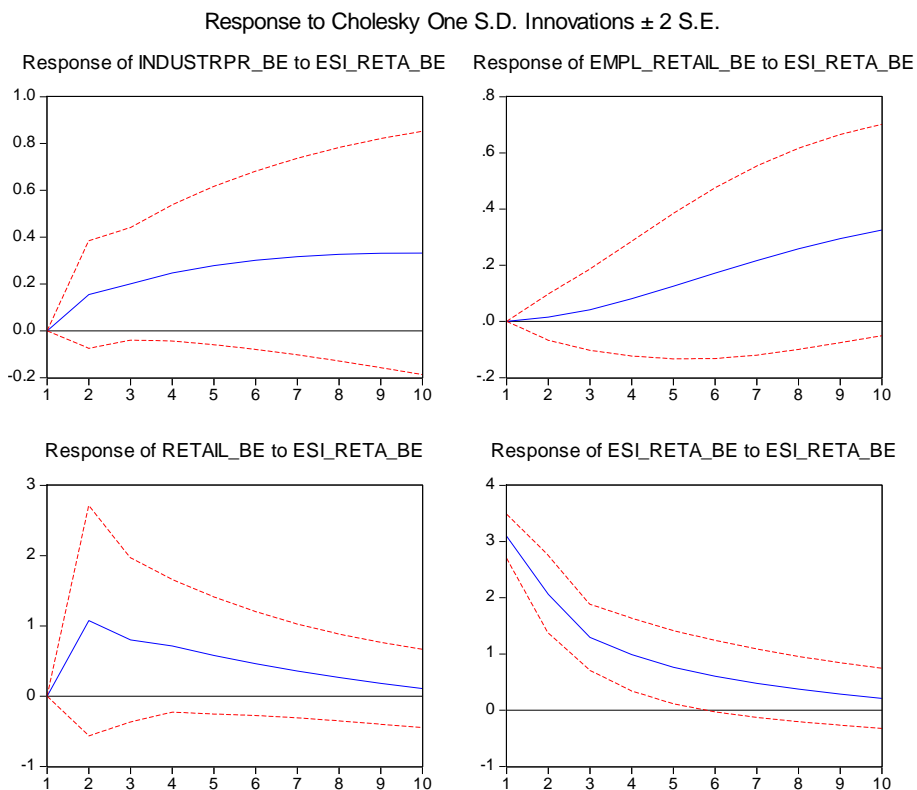 Response to Cholesky One S.D. Innovations ± 2 S.E.
Response of INDUSTRPR_BE to ESI_RETA_BE
1.0
0.8
0.6
0.4
0.2
0.0
-0.2
1 2 3 4 5 6 7 8 9 10
Response of EMPL_RETAIL_BE to ESI_RETA_BE
.8
.6
.4
.2
.0
-.2
1 2 3 4 5 6 7 8 9 10
Response of RETAIL_BE to ESI_RETA_BE
3
2
1
0
-1
1 2 3 4 5 6 7 8 9 10
Response of ESI_RETA_BE to ESI_RETA_BE
4
3
2
1
0
-1
1 2 3 4 5 6 7 8 9 10